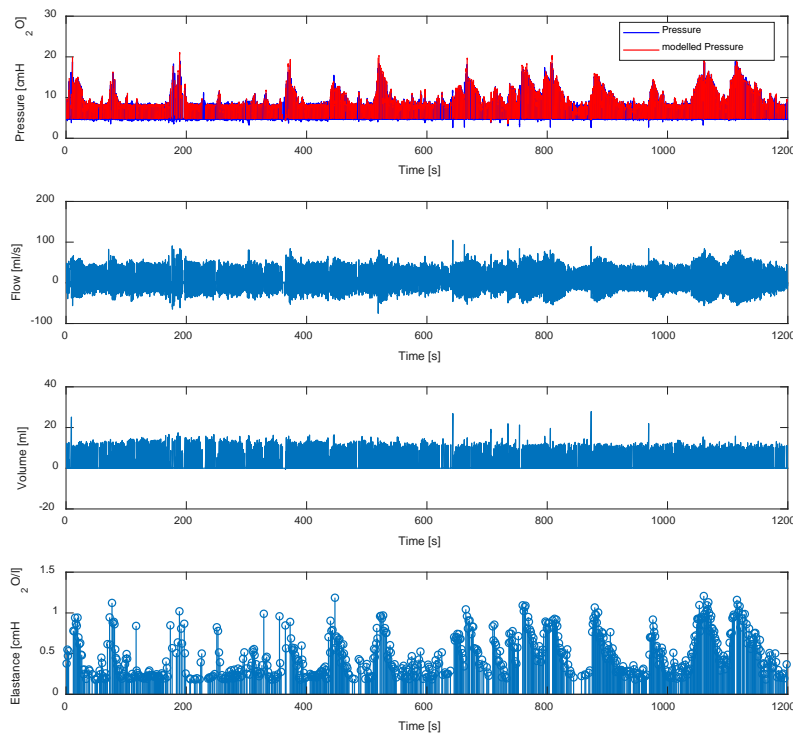 30
20
10
0
Pressure [cmH2O]
Pressure
modelled Pressure
0 200 400 600 800 1000 1200
Time [s]
200
100
0
-100
Flow [ml/s]
0 200 400 600 800 1000 1200
Time [s]
40
20
0
-20
Volume [ml]
0 200 400 600 800 1000 1200
Time [s]
1.5
1
0.5
0
Elastance [cmH2O/l]
0 200 400 600 800 1000 1200
Time [s]